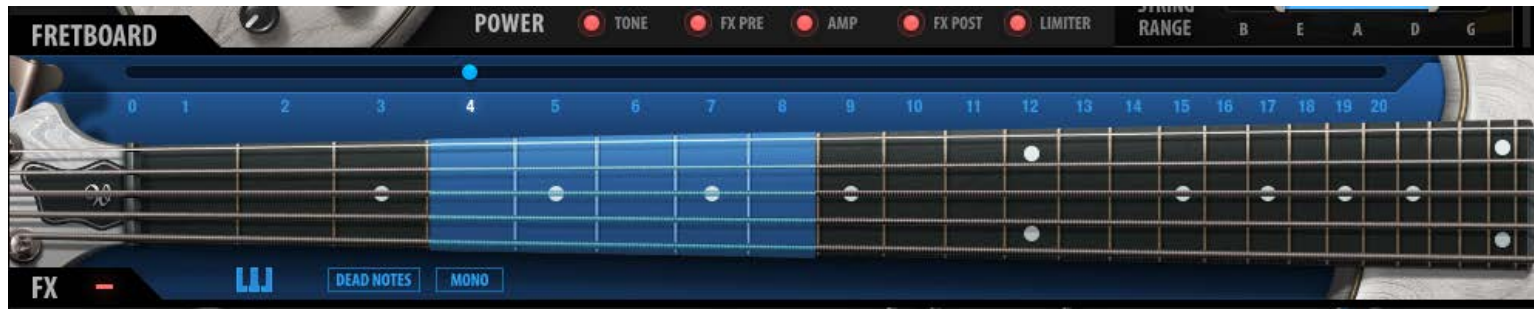 FRETBOARD
POWER TONE FX PRE AMP FX POST LIMITER
STRING
RANGE
B E A D G
0 1 2 3 4 5 6 7 8 9 10 11 12 13 14 15 16 17 18 19 20
FX
DEAD NOTES MONO